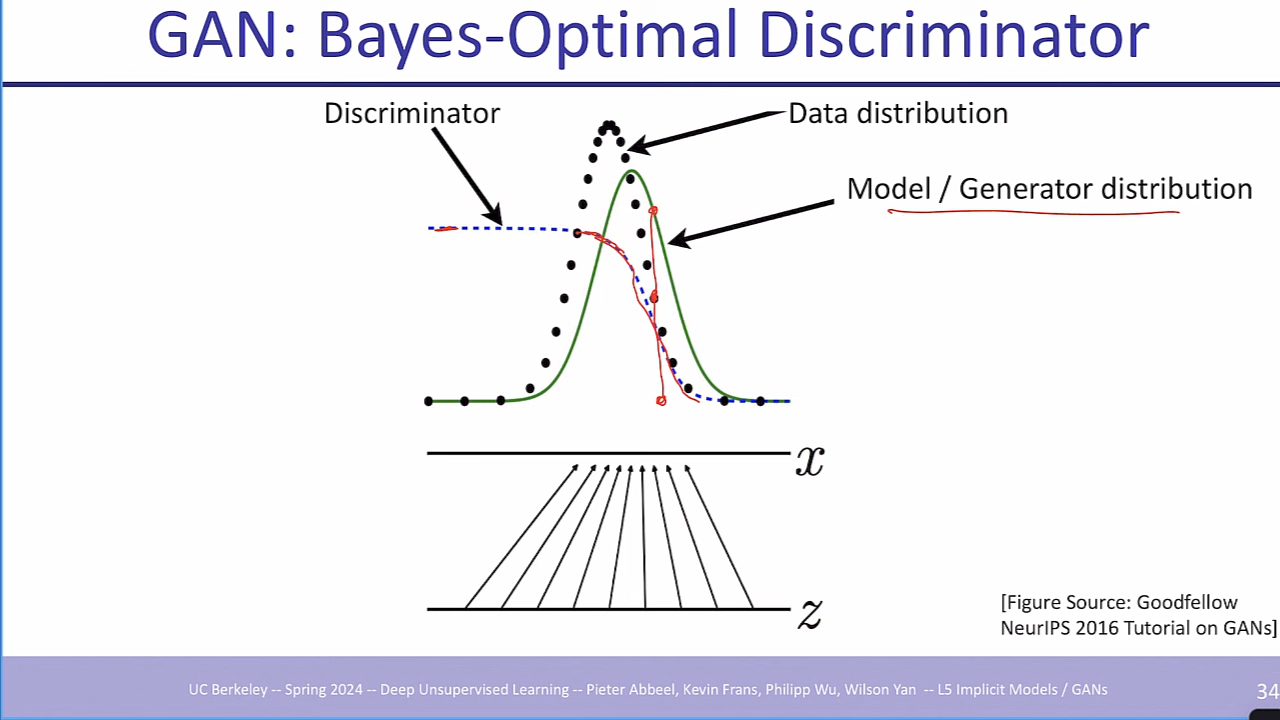 GAN: Bayes-Optimal Discriminator
Discriminator
Data distribution
Model / Generator distribution
x
z
[Figure Source: Goodfellow
NeurIPS 2016 Tutorial on GANs]
UC Berkeley -- Spring 2024 -- Deep Unsupervised Learning -- Pieter Abbeel, Kevin Frans, Philipp Wu, Wilson Yan -- L5 Implicit Models / GANs
34